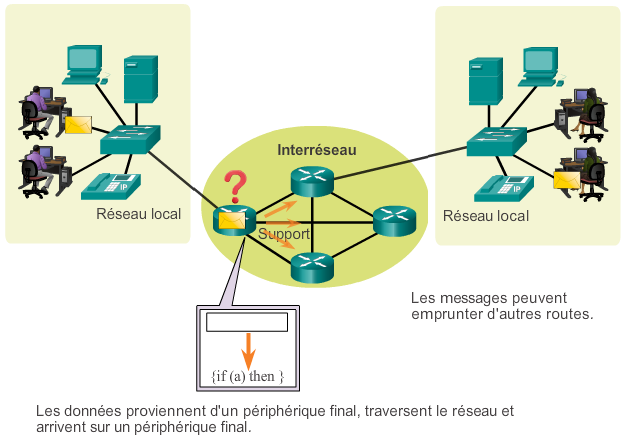 Interréseau
?
IP
Réseau local
Support
IP
Réseau local
Les messages peuvent
emprunter d'autres routes.
{if (a) then }
Les données proviennent d'un périphérique final, traversent le réseau et
arrivent sur un périphérique final.